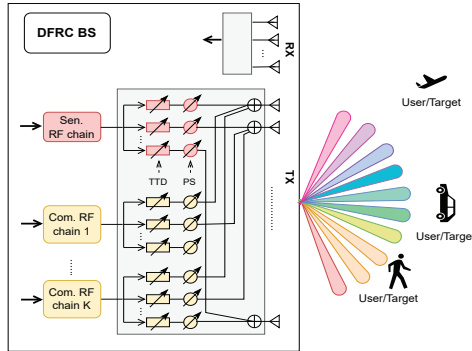 DFRC BS
RX
User/Target
Sen.
RF chain
TX
TTD
PS
User/Targe
Com. RF
chain 1
Com. RF
chain K
User/Target